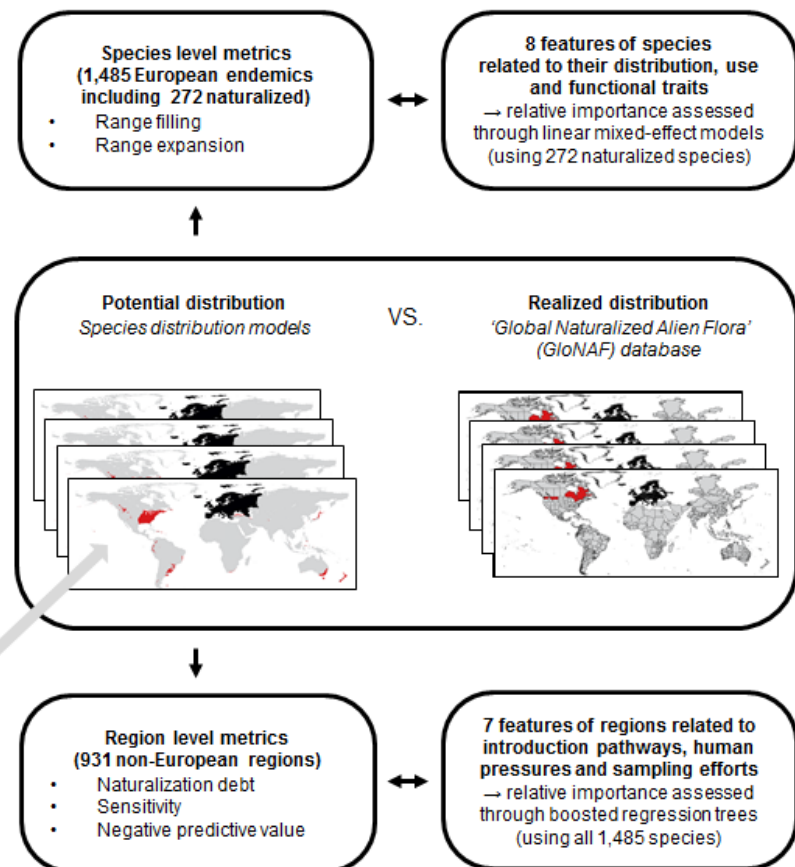 Species level metrics
(1,485 European endemics
including 272 naturalized)
• Range filling
• Range expansion
8 features of species
related to their distribution, use
and functional traits
→ relative importance assessed
through linear mixed-effect models
(using 272 naturalized species)
Potential distribution
Species distribution models
VS.
Realized distribution
‘Global Naturalized Alien Flora’
(GloNAF) database
Region level metrics
(931 non-European regions)
• Naturalization debt
• Sensitivity
• Negative predictive value
7 features of regions related to
introduction pathways, human
pressures and sampling efforts
→ relative importance assessed
through boosted regression trees
(using all 1,485 species)